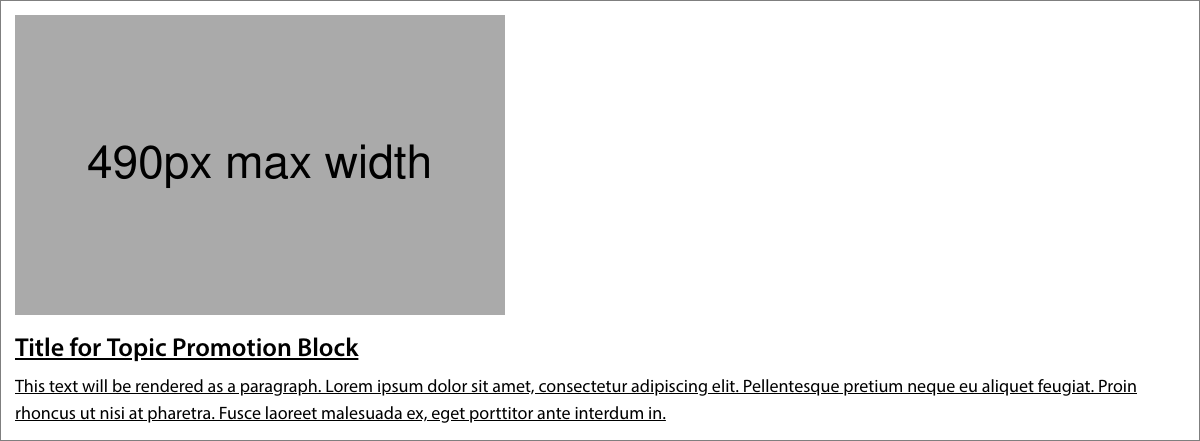 490px max width
Title for Topic Promotion Block
This text will be rendered as a paragraph. Lorem ipsum dolor sit amet, consectetur adipiscing elit. Pellentesque pretium neque eu aliquet feugiat. Proin
rhoncus ut nisi at pharetra. Fusce laoreet malesuada ex, eget porttitor ante interdum in.